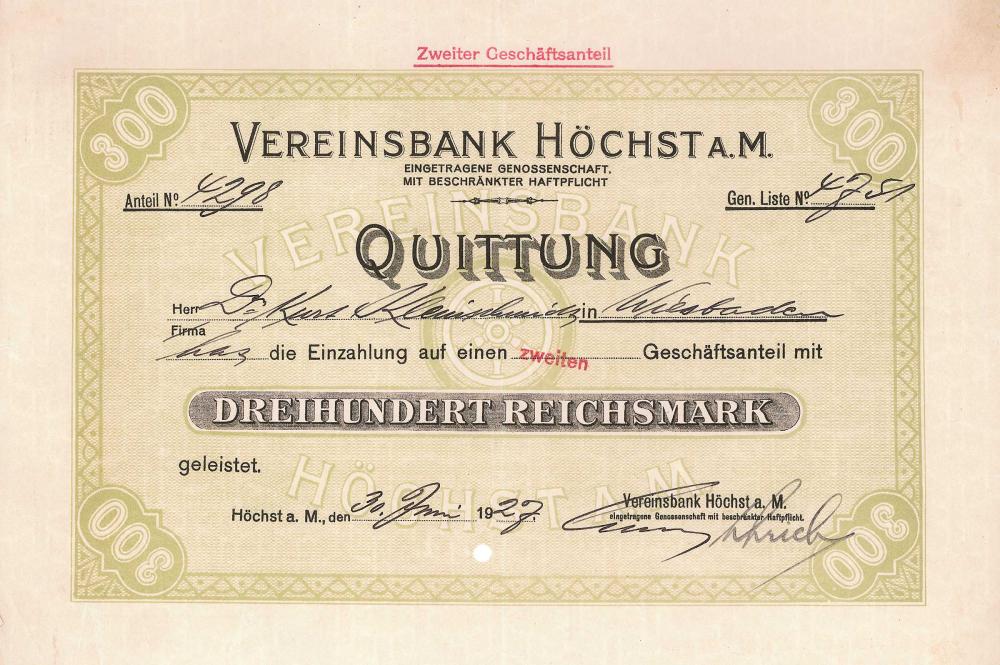 Zweiter Geschäftsanteil
300 300
VEREINSBANK HÖCHST A.M.
EINGETRAGENE GENOSSENSCHAFT.
MIT BESCHRÄNKTER HAFTPFLICHT
Anteil Nº 4298 Gen. Liste Nº 4751
VEREINSBANK
QUITTUNG
Herr Dr. Kurt Kleinschmidt in Wiesbaden
Firma
hat die Einzahlung auf einen zweiten Geschäftsanteil mit
DREIHUNDERT REICHSMARK
geleistet.
HÖCHST A M
Höchst a. M., den 30. Juni 1927.
Vereinsbank Höchst a. M.
eingetragene Genossenschaft mit beschränkter Haftpflicht.
300 300